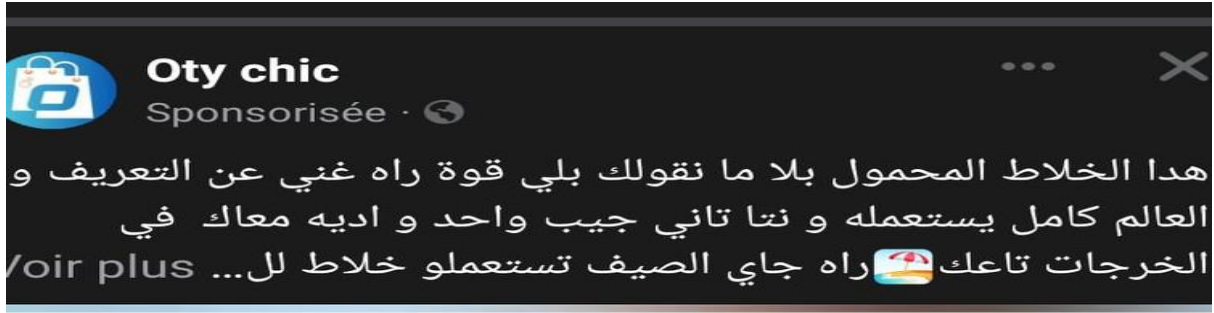 Oty chic
Sponsorisée ·
هدا الخلاط المحمول بلا ما نقولك بلي قوة راه غني عن التعريف و
العالم كامل يستعمله و نتا تاني جيب واحد و اديه معاك في
الخرجات تاعك🏖️راه جاي الصيف تستعملو خلاط لل... Voir plus